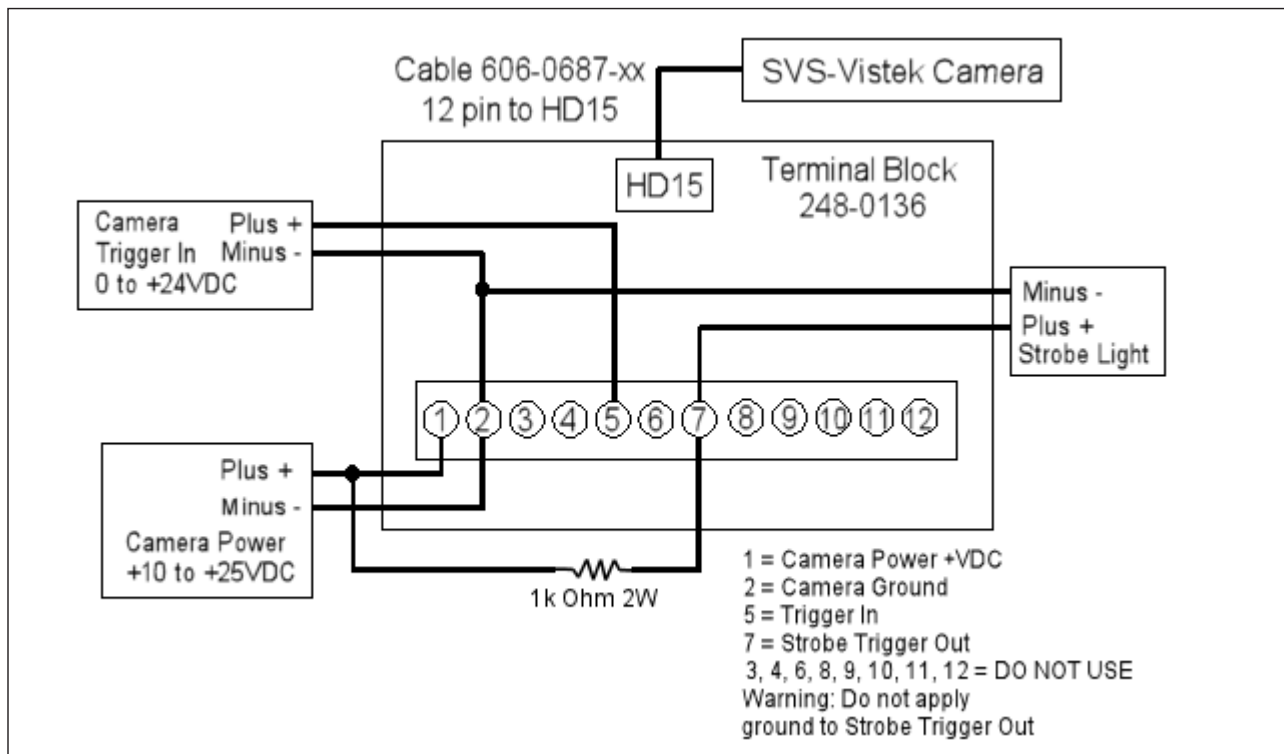 Cable 606-0687-xx
12 pin to HD15
SVS-Vistek Camera
HD15
Terminal Block
248-0136
Camera Plus +
Trigger In Minus -
0 to +24VDC
Minus -
Plus +
Strobe Light
1 2 3 4 5 6 7 8 9 10 11 12
Plus +
Minus -
Camera Power
+10 to +25VDC
1k Ohm 2W
1 = Camera Power +VDC
2 = Camera Ground
5 = Trigger In
7 = Strobe Trigger Out
3, 4, 6, 8, 9, 10, 11, 12 = DO NOT USE
Warning: Do not apply
ground to Strobe Trigger Out